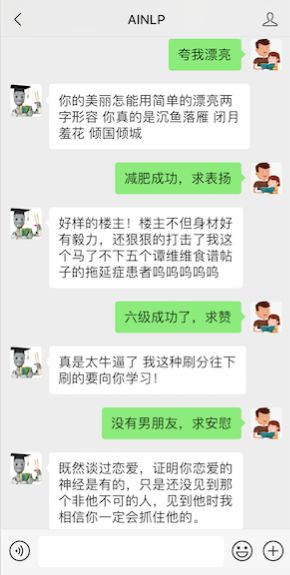 AINLP
夸我漂亮
你的美丽怎能用简单的漂亮两
字形容 你真的是沉鱼落雁 闭月
羞花 倾国倾城
减肥成功，求表扬
好样的楼主！楼主不但身材好
有毅力，还狠狠的打击了我这
个马了不下五个谭维维食谱帖
子的拖延症患者呜呜呜呜呜
六级成功了，求赞
真是太牛逼了 我这种刷分往下
刷的要向你学习！
没有男朋友，求安慰
既然谈过恋爱，证明你恋爱的
神经是有的，只是还没见到那
个非他不可的人，见到他时我
相信你一定会抓住他的。